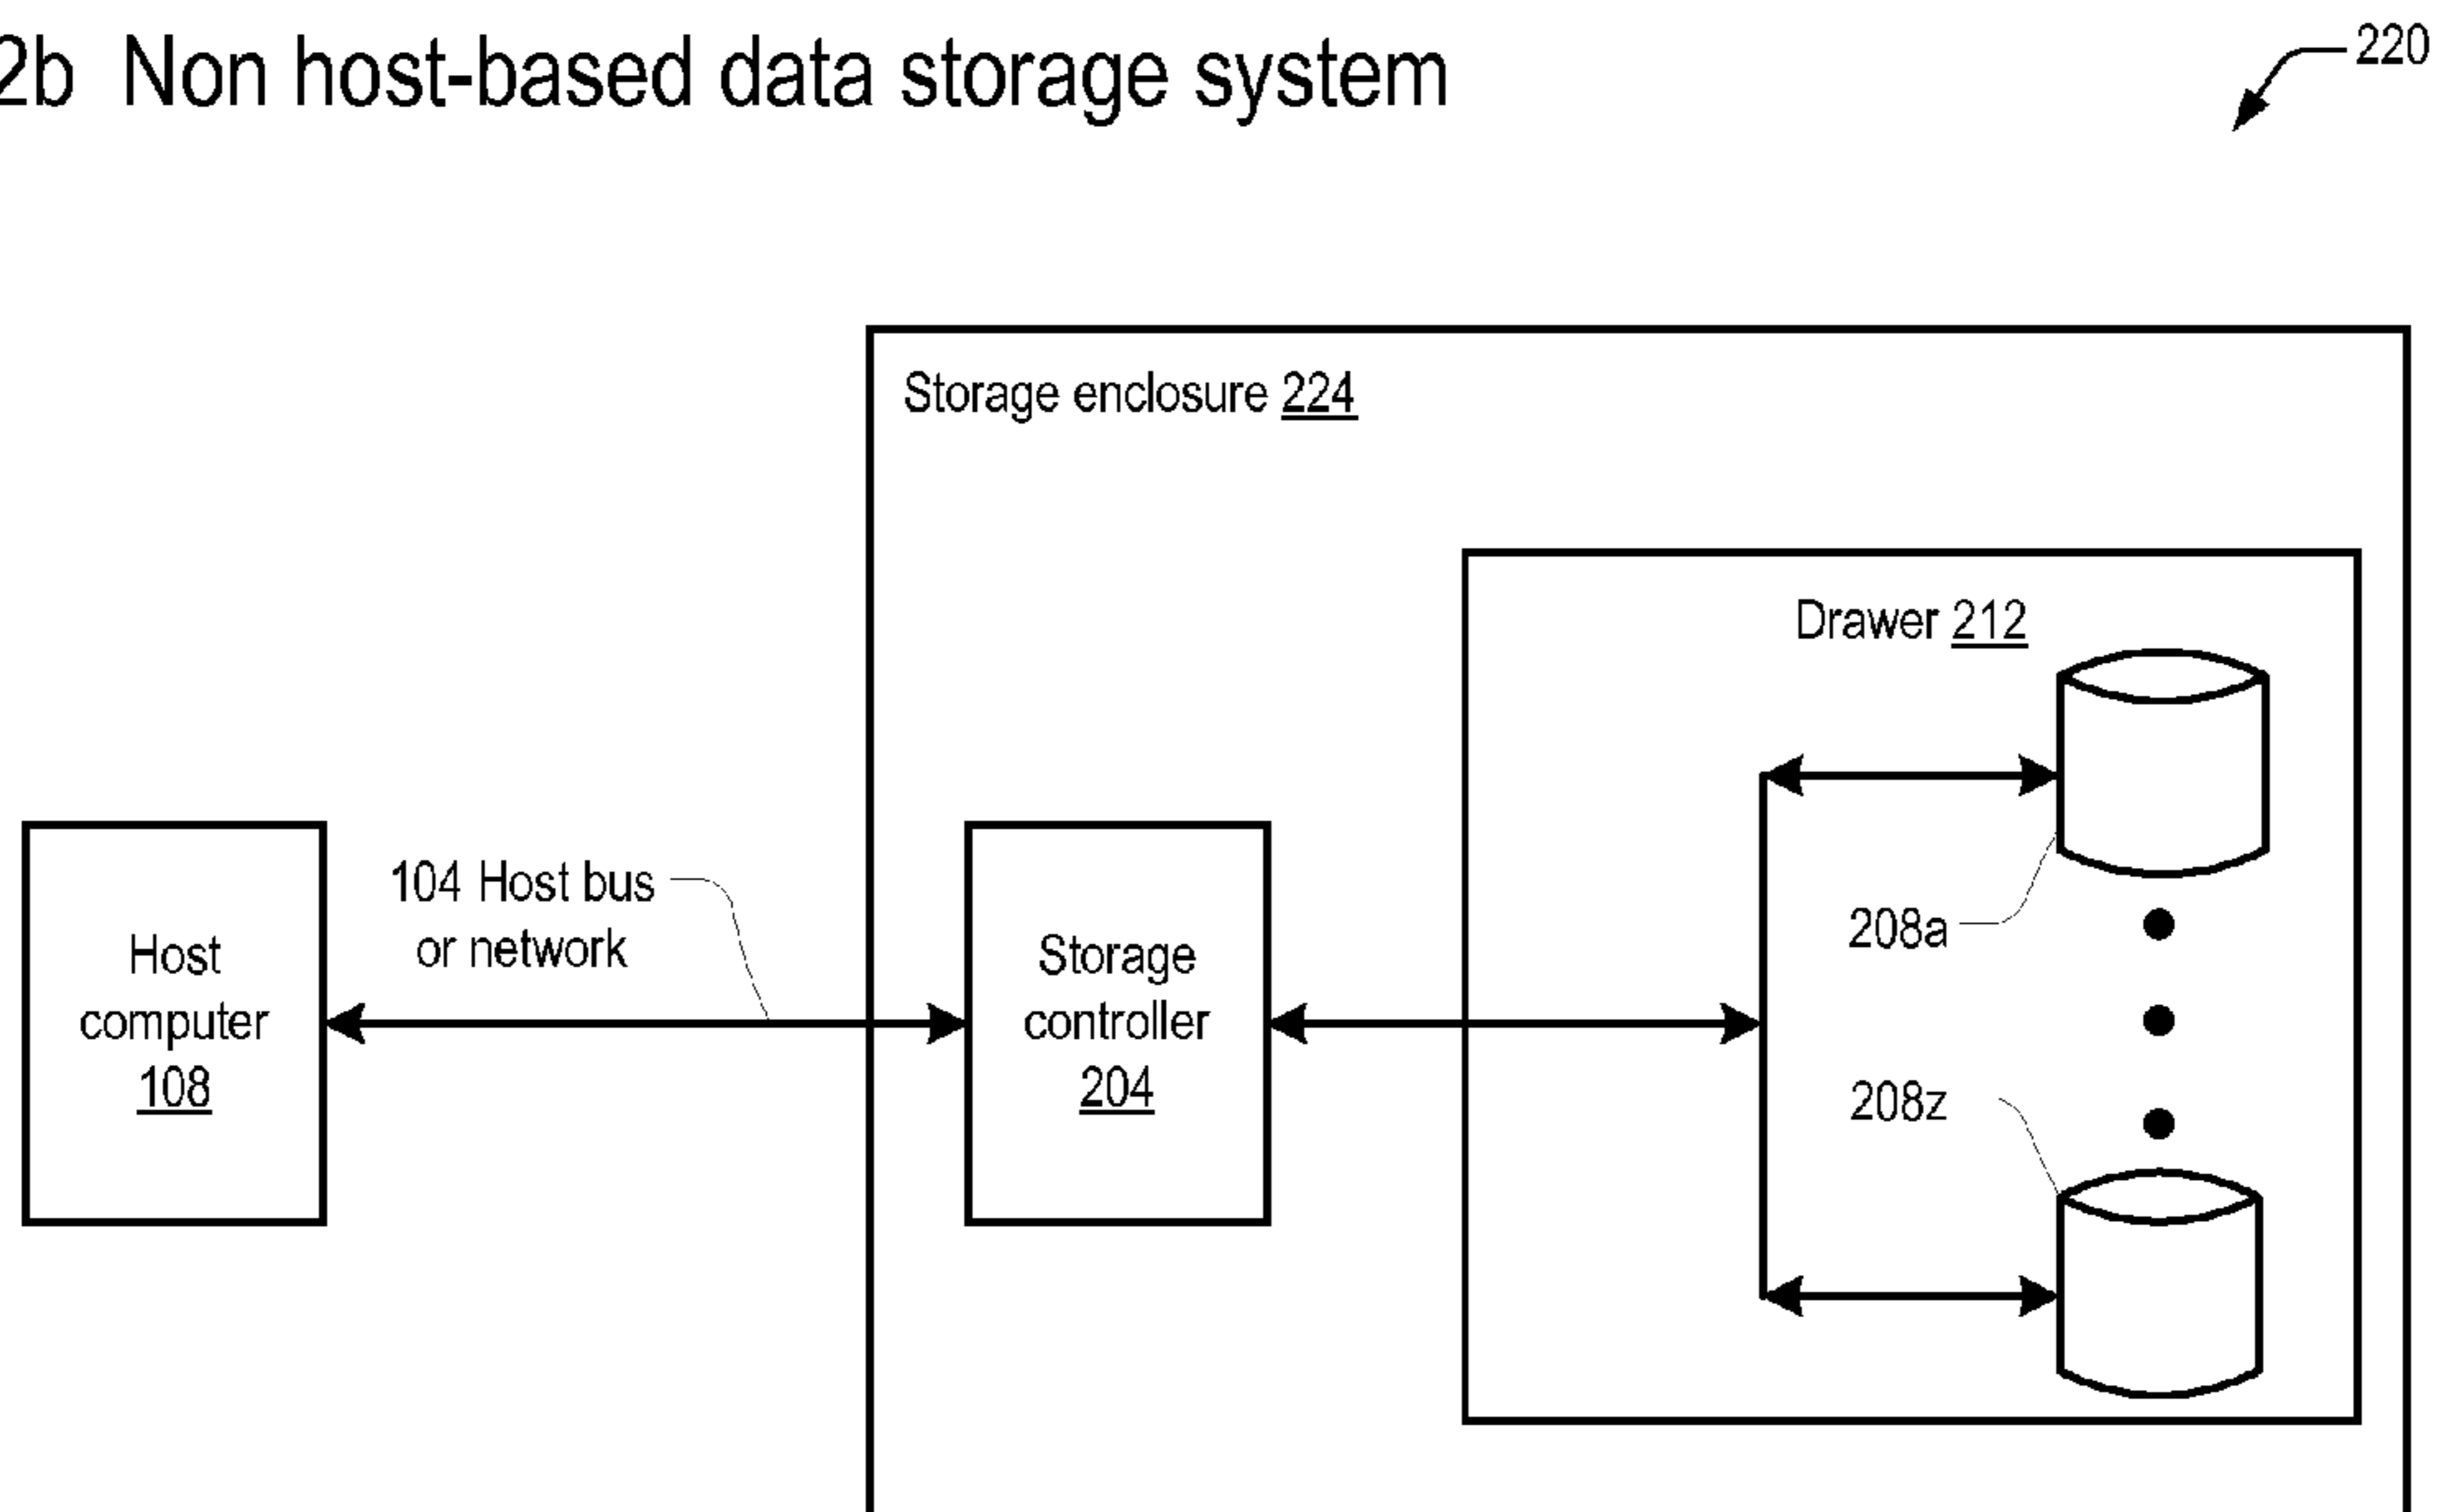 2b Non host-based data storage system
220
Storage enclosure 224
Drawer 212
104 Host bus
or network
208a
Host
computer
108
Storage
controller
204
208z